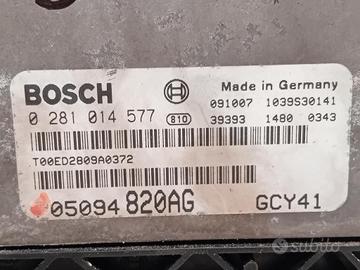 BOSCH
Made in Germany
091007 1039S30141
0 281 014 577 810 39393 1480 0343
T00ED2809A0372
05094 820AG GCY41
subito